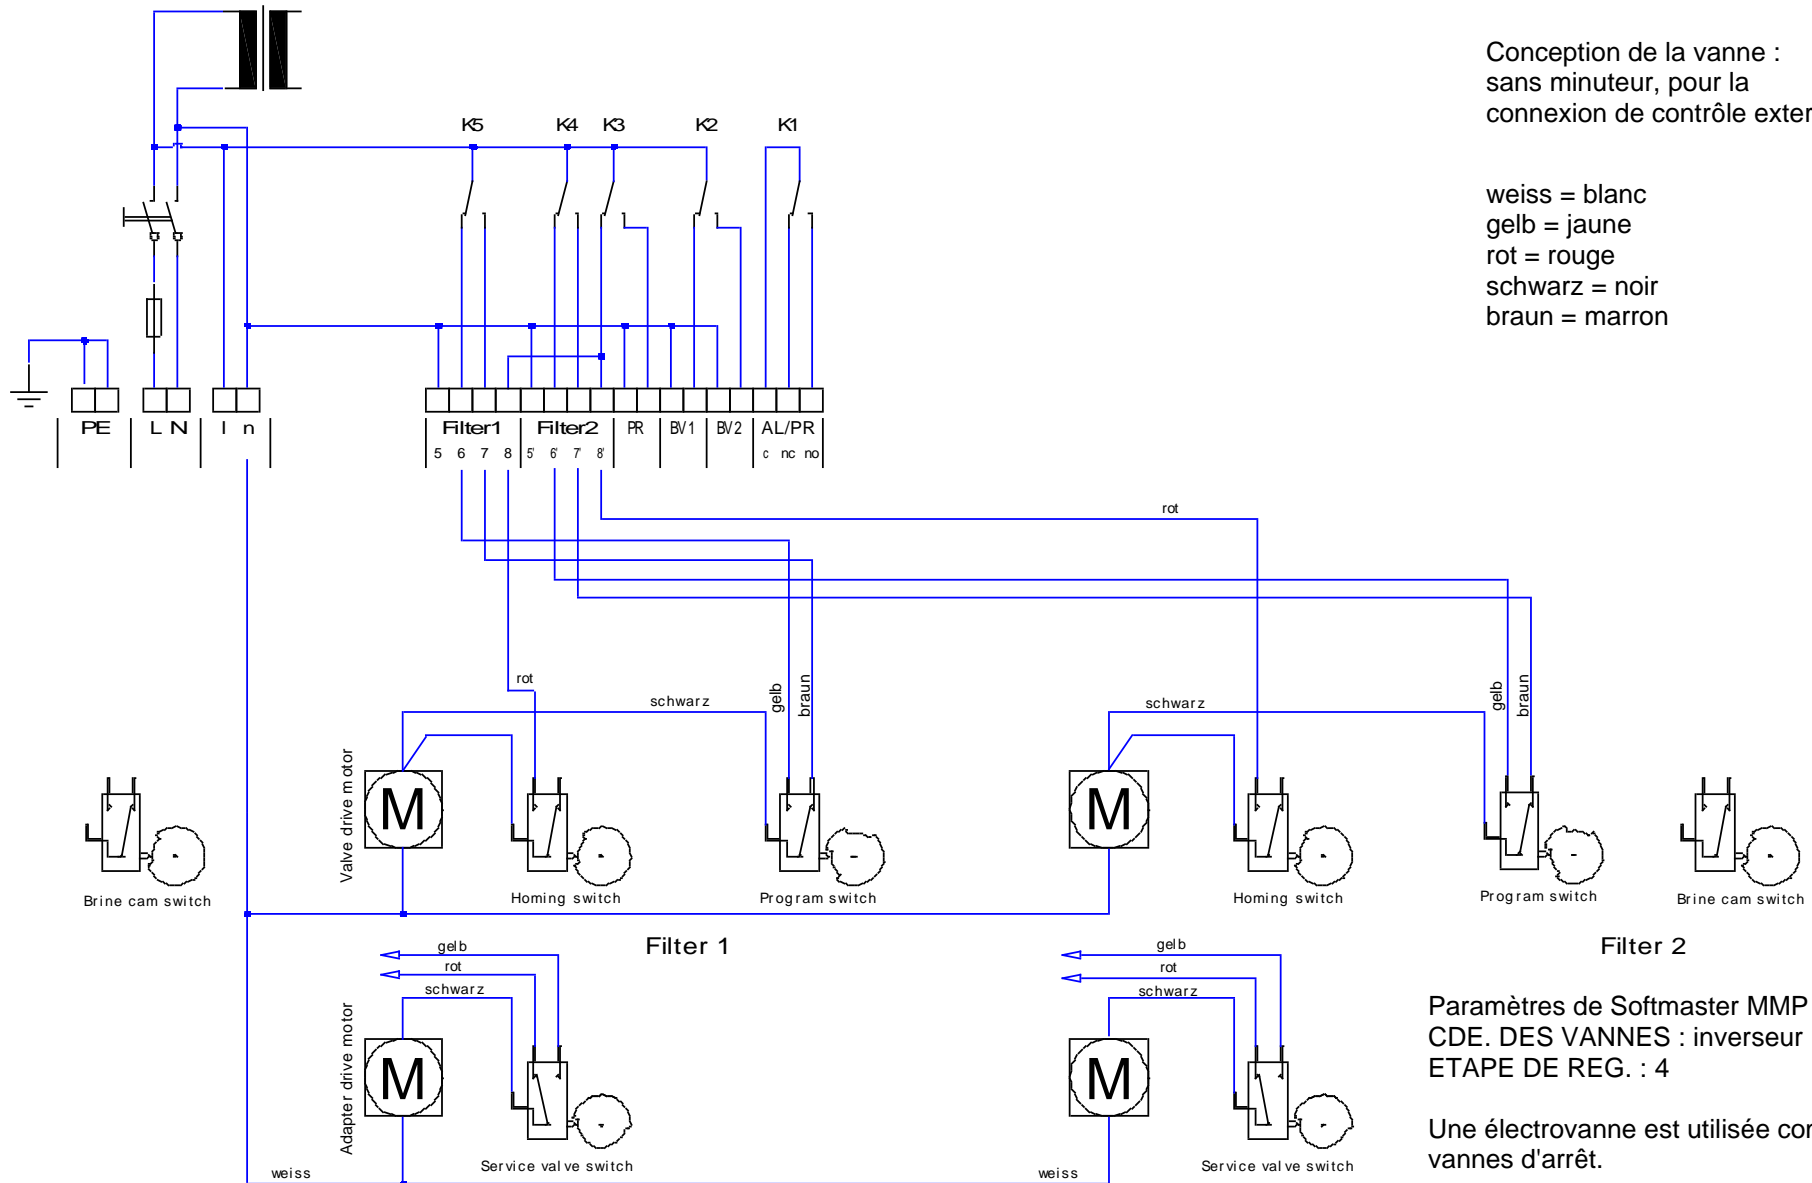 Conception de la vanne :
sans minuteur, pour la
connexion de contrôle exter
weiss = blanc
gelb = jaune
rot = rouge
schwarz = noir
braun = marron
K5 K4 K3 K2 K1
PE L N l n Filter1 Filter2 PR BV1 BV2 AL/PR
5 6 7 8 5' 6' 7' 8' c nc no
rot
rot
schwarz
gelb
braun
schwarz
gelb
braun
Valve drive motor
M
M
Brine cam switch
Homing switch
Program switch
Homing switch
Program switch
Brine cam switch
Filter 1
Filter 2
gelb
rot
schwarz
gelb
rot
schwarz
Adapter drive motor
M
M
Service valve switch
Service valve switch
weiss
weiss
Paramètres de Softmaster MMP
CDE. DES VANNES : inverseur
ETAPE DE REG. : 4
Une électrovanne est utilisée cor
vannes d'arrêt.